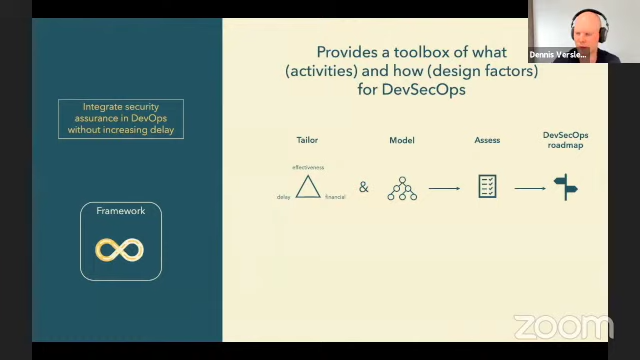 Provides a toolbox of what
(activities) and how (design factors)
for DevSecOps
Dennis Versle...
Integrate security
assurance in DevOps
without increasing delay
Framework
Tailor
Model
Assess
DevSecOps
roadmap
effectiveness
delay
financial
&
zoom